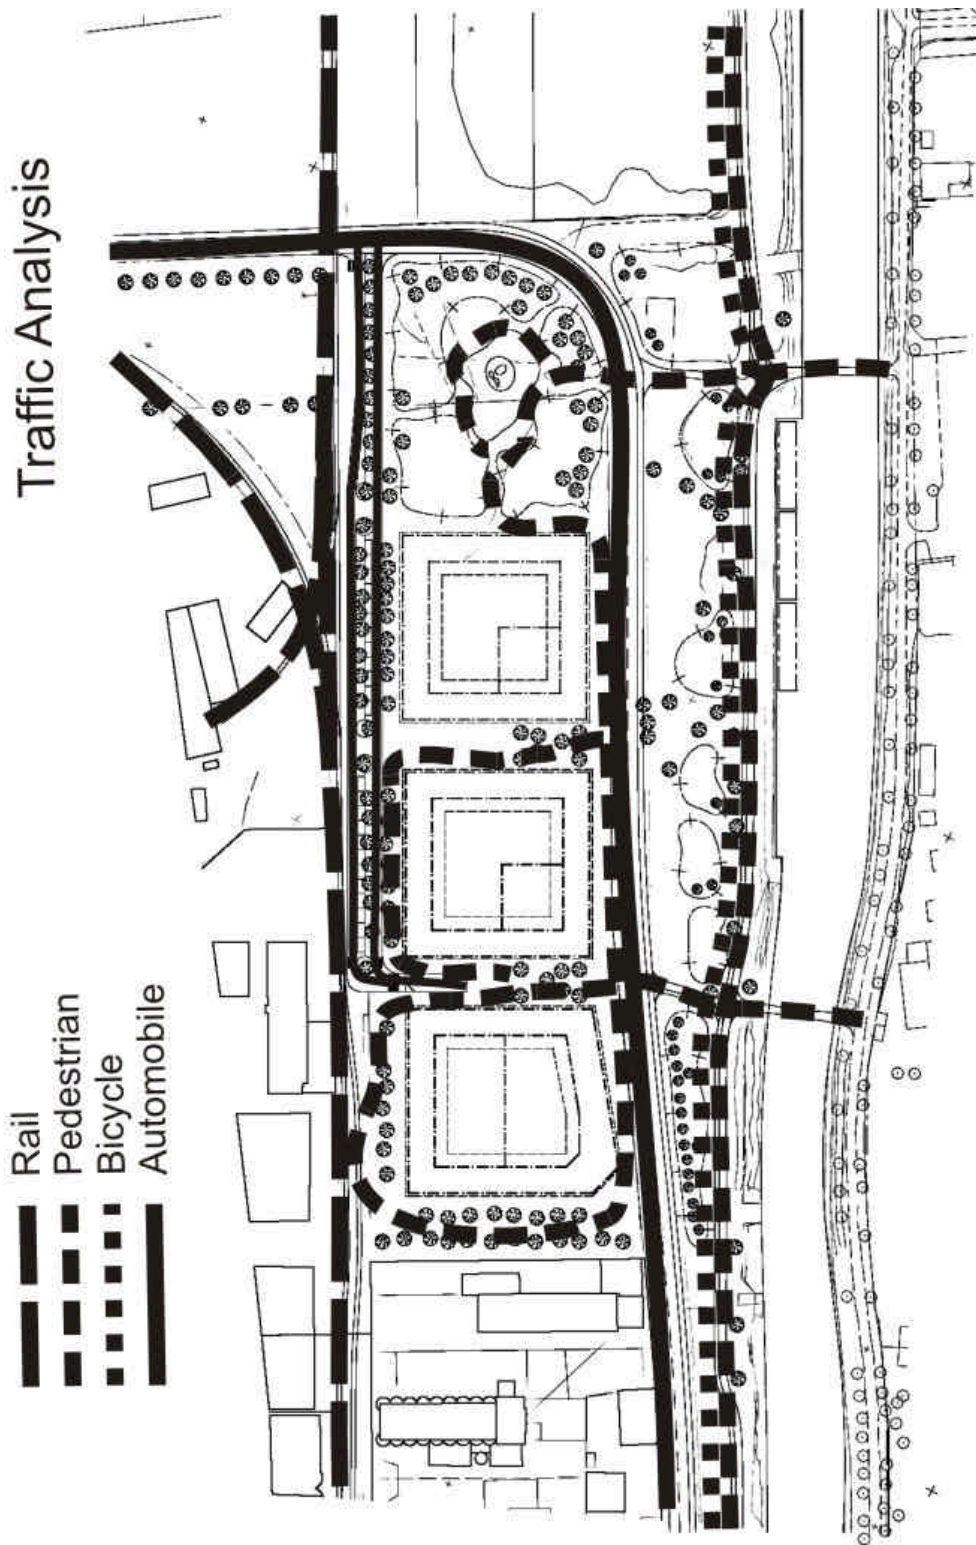 Traffic Analysis
Rail
Pedestrian
Bicycle
Automobile